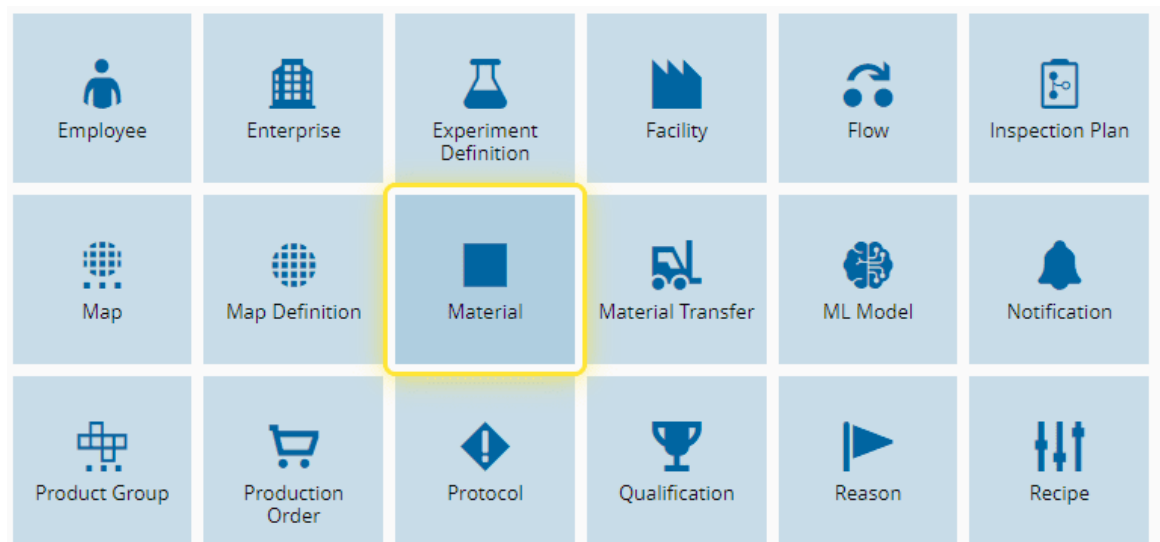 Employee
Enterprise
Experiment
Definition
Facility
Flow
Inspection Plan
Map
Map Definition
Material
Material Transfer
ML Model
Notification
Product Group
Production
Order
Protocol
Qualification
Reason
Recipe